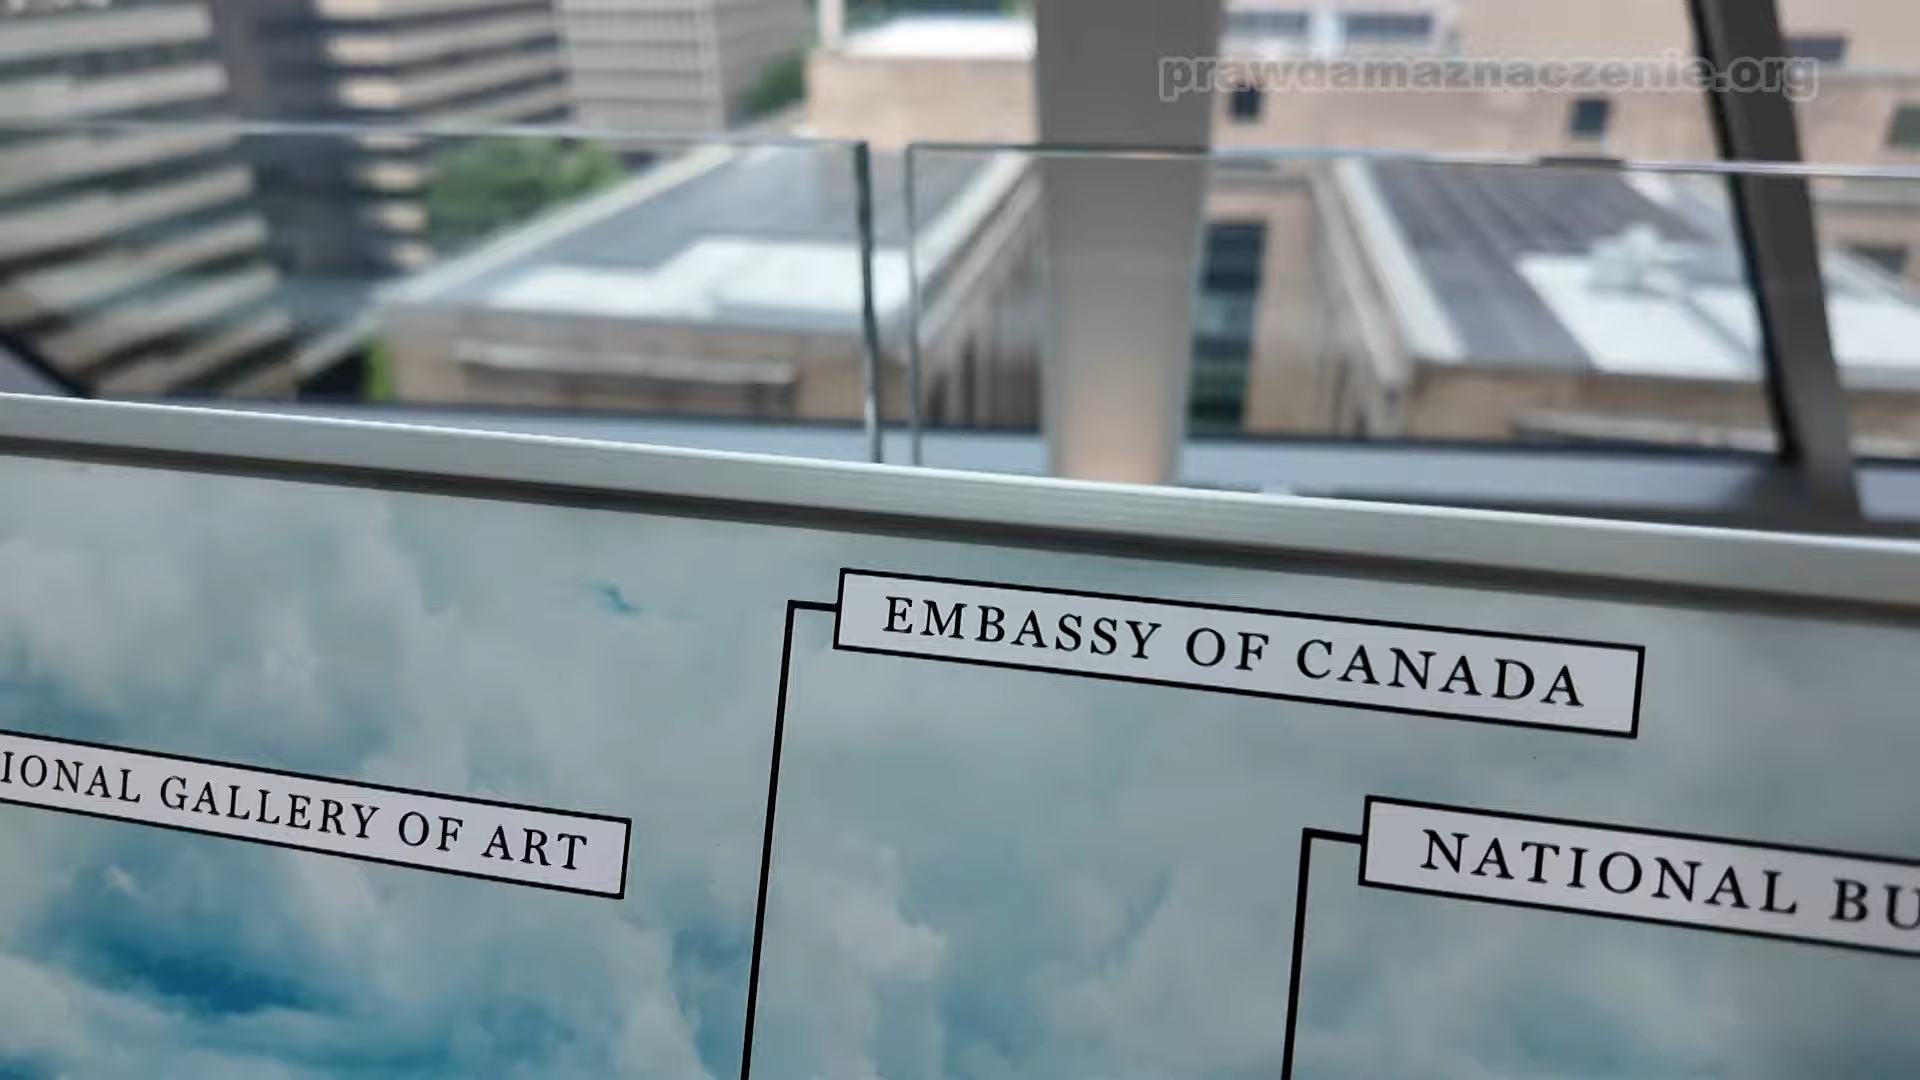 prawdamaznaczenie.org
EMBASSY OF CANADA
IONAL GALLERY OF ART
NATIONAL BU